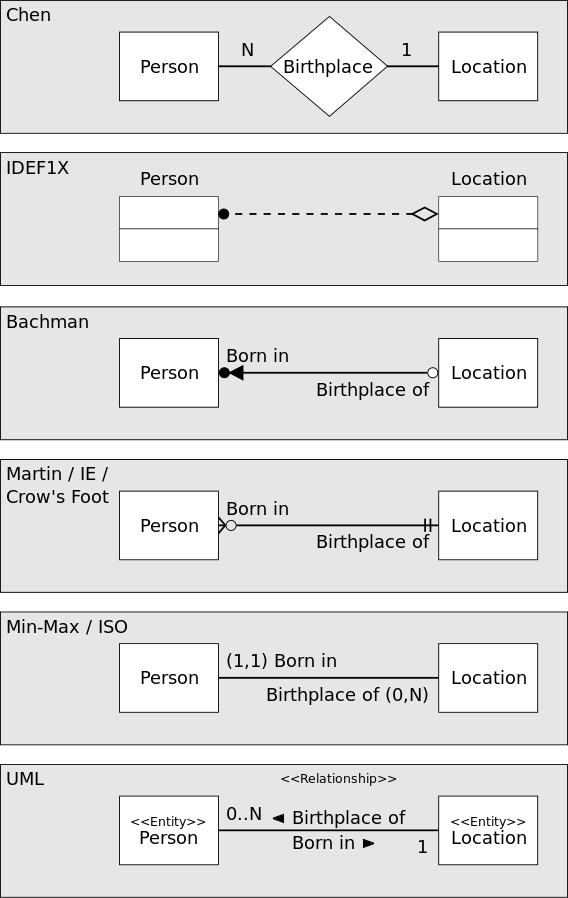 Chen
Person
N
Birthplace
1
Location
IDEF1X
Person
Location
Bachman
Person
Born in
Birthplace of
Location
Martin / IE /
Crow's Foot
Person
Born in
Birthplace of
Location
Min-Max / ISO
Person
(1,1) Born in
Birthplace of (0,N)
Location
UML
<<Relationship>>
<<Entity>>
Person
0..N ◄ Birthplace of
Born in ►
1
<<Entity>>
Location